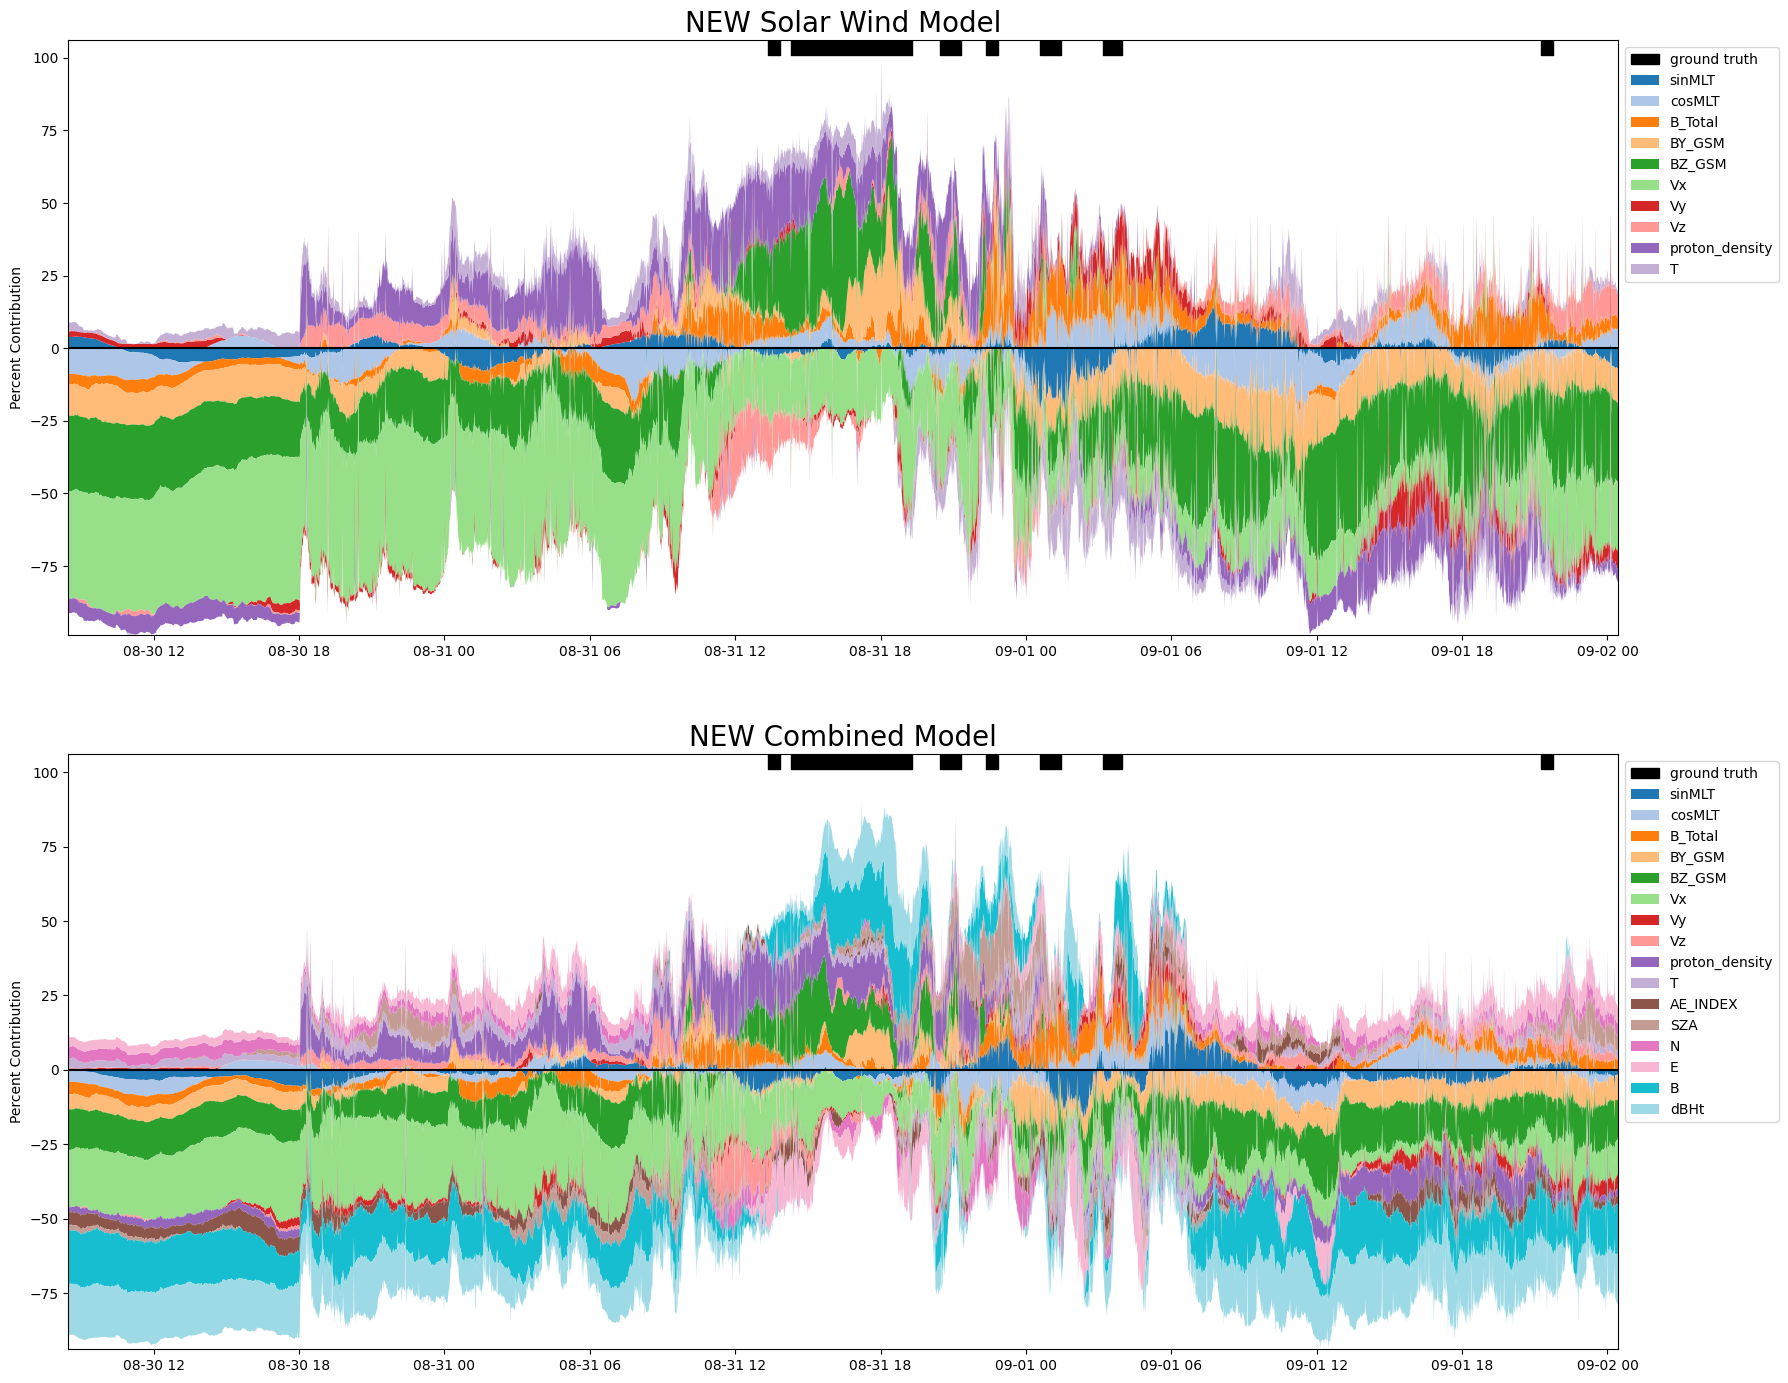 NEW Solar Wind Model
Percent Contribution
100
75
50
25
0
−25
−50
−75
08-30 12
08-30 18
08-31 00
08-31 06
08-31 12
08-31 18
09-01 00
09-01 06
09-01 12
09-01 18
09-02 00
ground truth
sinMLT
cosMLT
B_Total
BY_GSM
BZ_GSM
Vx
Vy
Vz
proton_density
T
NEW Combined Model
Percent Contribution
100
75
50
25
0
−25
−50
−75
08-30 12
08-30 18
08-31 00
08-31 06
08-31 12
08-31 18
09-01 00
09-01 06
09-01 12
09-01 18
09-02 00
ground truth
sinMLT
cosMLT
B_Total
BY_GSM
BZ_GSM
Vx
Vy
Vz
proton_density
T
AE_INDEX
SZA
N
E
B
dBHt